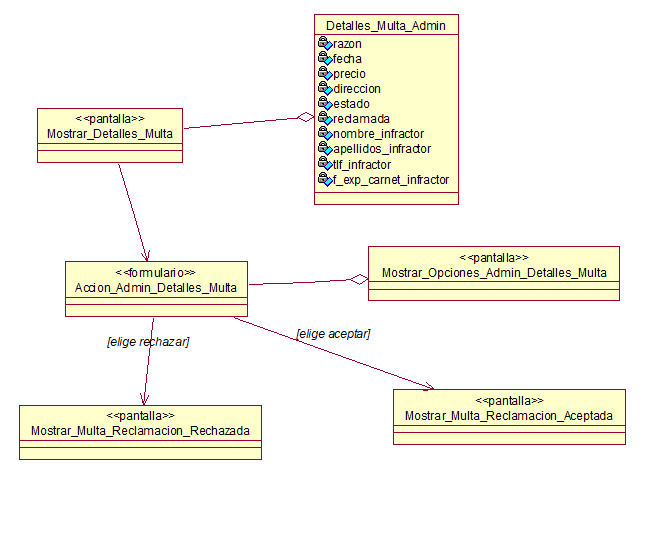 Detalles_Multa_Admin
razon
fecha
precio
direccion
estado
reclamada
nombre_infractor
apellidos_infractor
tlf_infractor
f_exp_carnet_infractor
<<pantalla>>
Mostrar_Detalles_Multa
<<formulario>>
Accion_Admin_Detalles_Multa
<<pantalla>>
Mostrar_Opciones_Admin_Detalles_Multa
[elige rechazar]
[elige aceptar]
<<pantalla>>
Mostrar_Multa_Reclamacion_Rechazada
<<pantalla>>
Mostrar_Multa_Reclamacion_Aceptada